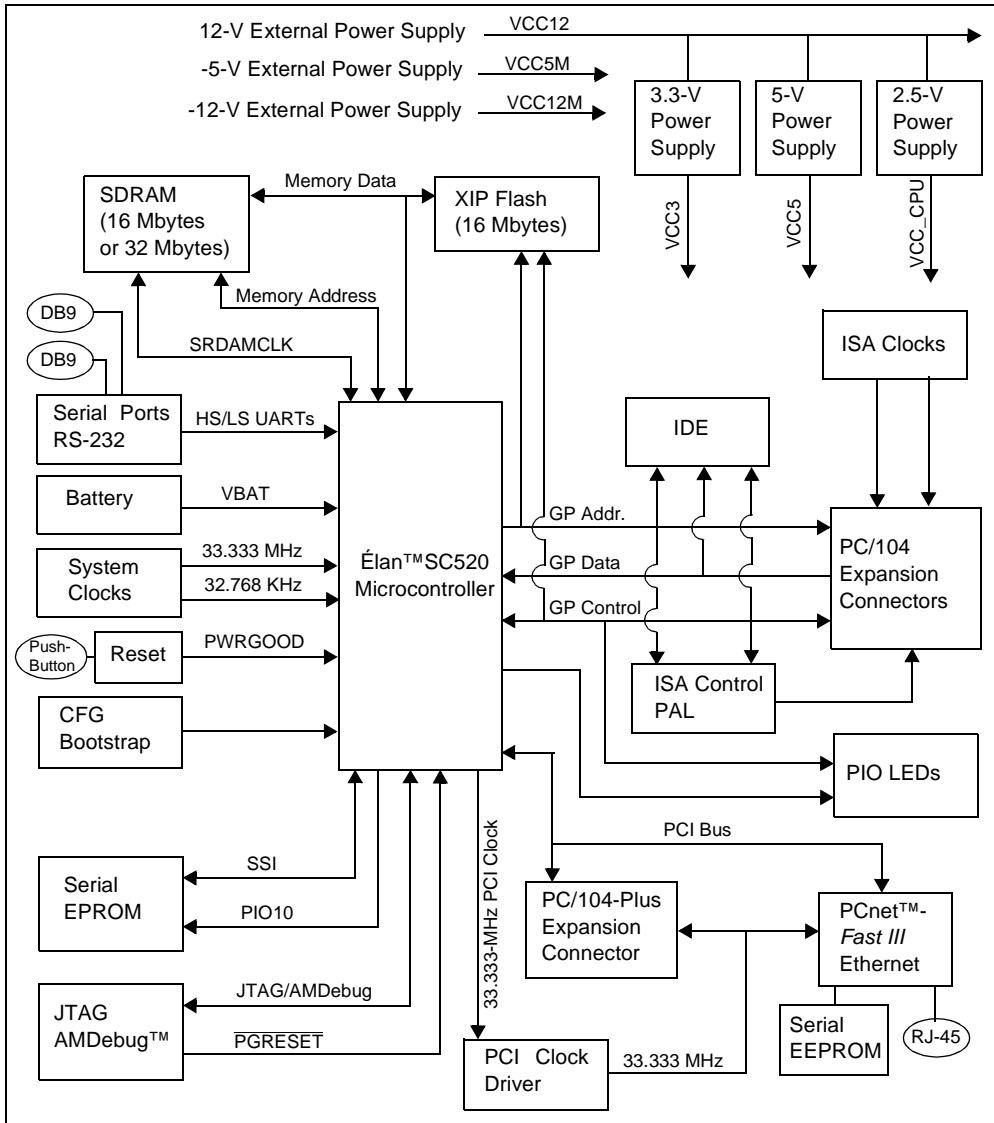 12-V External Power Supply
VCC12
-5-V External Power Supply
VCC5M
-12-V External Power Supply
VCC12M
3.3-V
Power
Supply
5-V
Power
Supply
2.5-V
Power
Supply
VCC3
VCC5
VCC_CPU
SDRAM
(16 Mbytes
or 32 Mbytes)
Memory Data
XIP Flash
(16 Mbytes)
Memory Address
SRDAMCLK
DB9
DB9
Serial Ports
RS-232
HS/LS UARTs
Battery
VBAT
System
Clocks
33.333 MHz
32.768 KHz
Push-
Button
Reset
PWRGOOD
CFG
Bootstrap
Élan™SC520
Microcontroller
ISA Clocks
IDE
GP Addr.
GP Data
GP Control
PC/104
Expansion
Connectors
ISA Control
PAL
PIO LEDs
PCI Bus
Serial
EPROM
SSI
PIO10
33.333-MHz PCI Clock
PC/104-Plus
Expansion
Connector
PCnet™-
Fast III
Ethernet
JTAG
AMDebug™
JTAG/AMDebug
PGRESET
PCI Clock
Driver
33.333 MHz
Serial
EEPROM
RJ-45